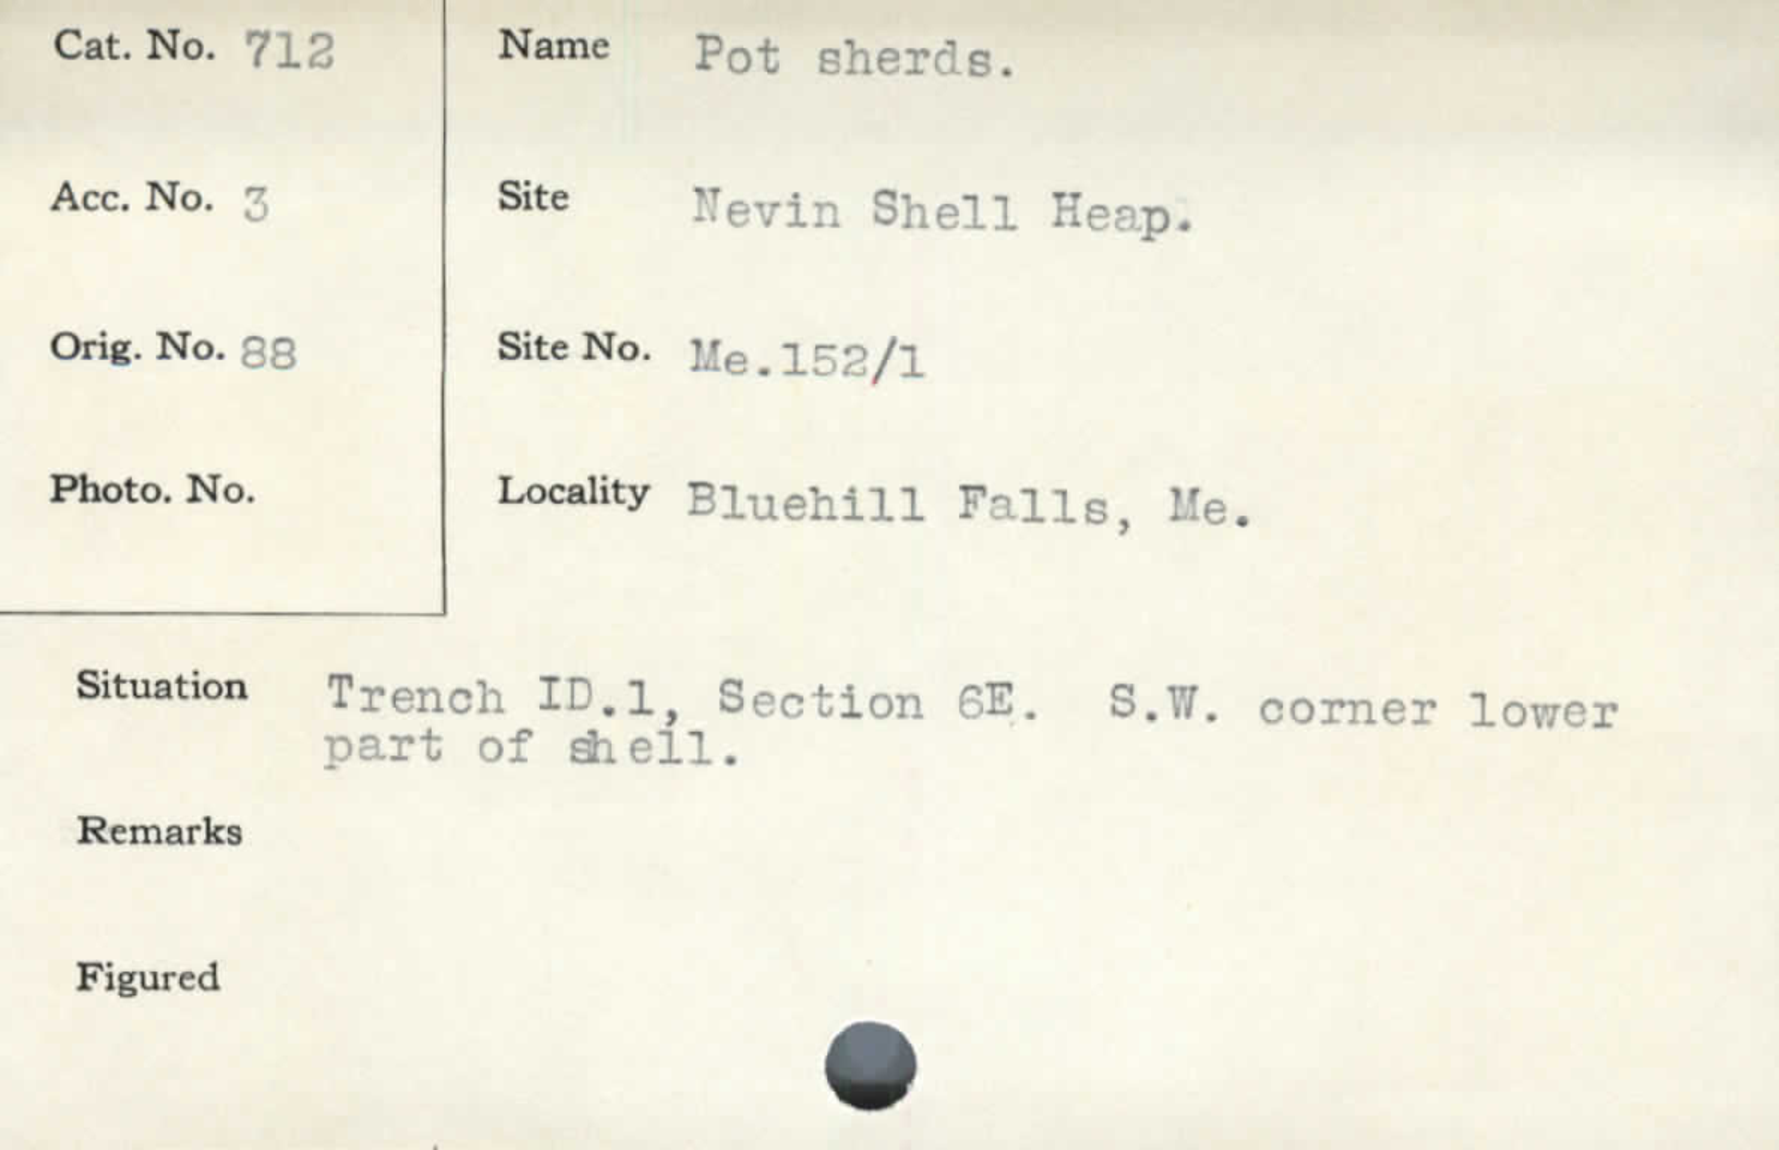 Cat. No. 712
Name Pot sherds.
Acc. No. 3
Site Nevin Shell Heap.
Orig. No. 88
Site No. Me.152/1
Photo. No.
Locality Bluehill Falls, Me.
Situation Trench ID.1, Section 6E. S.W. corner lower
part of shell.
Remarks
Figured